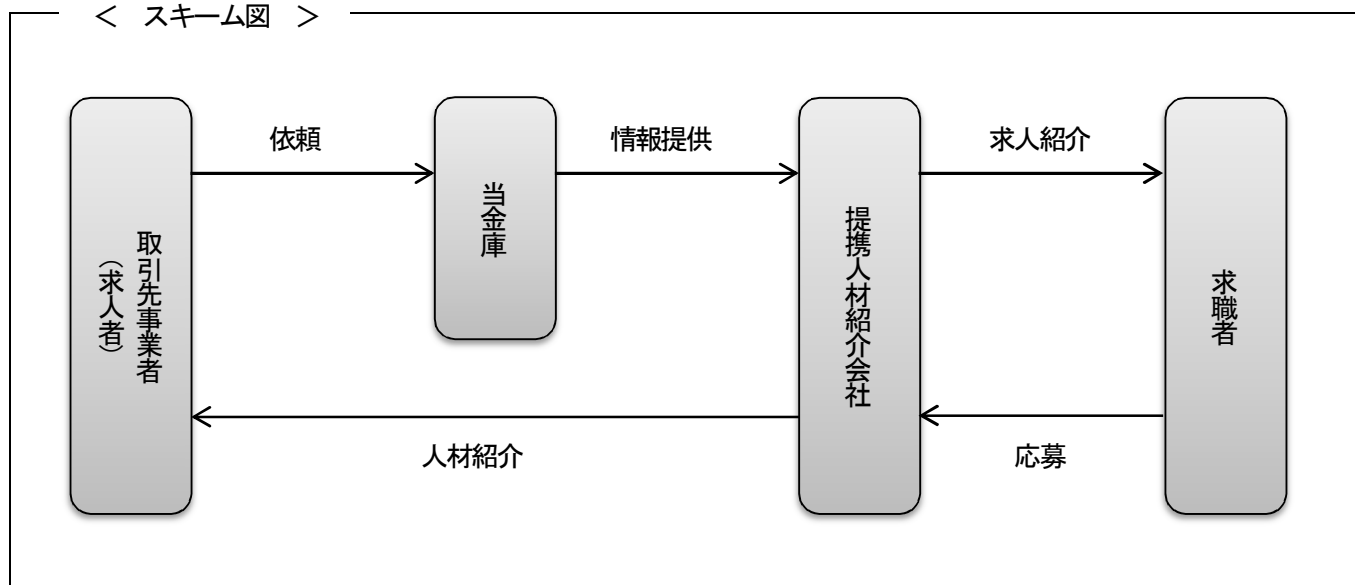 ＜ スキーム図 ＞
依頼
情報提供
求人紹介
取引先事業者
（求人者）
当金庫
提携人材紹介会社
求職者
人材紹介
応募